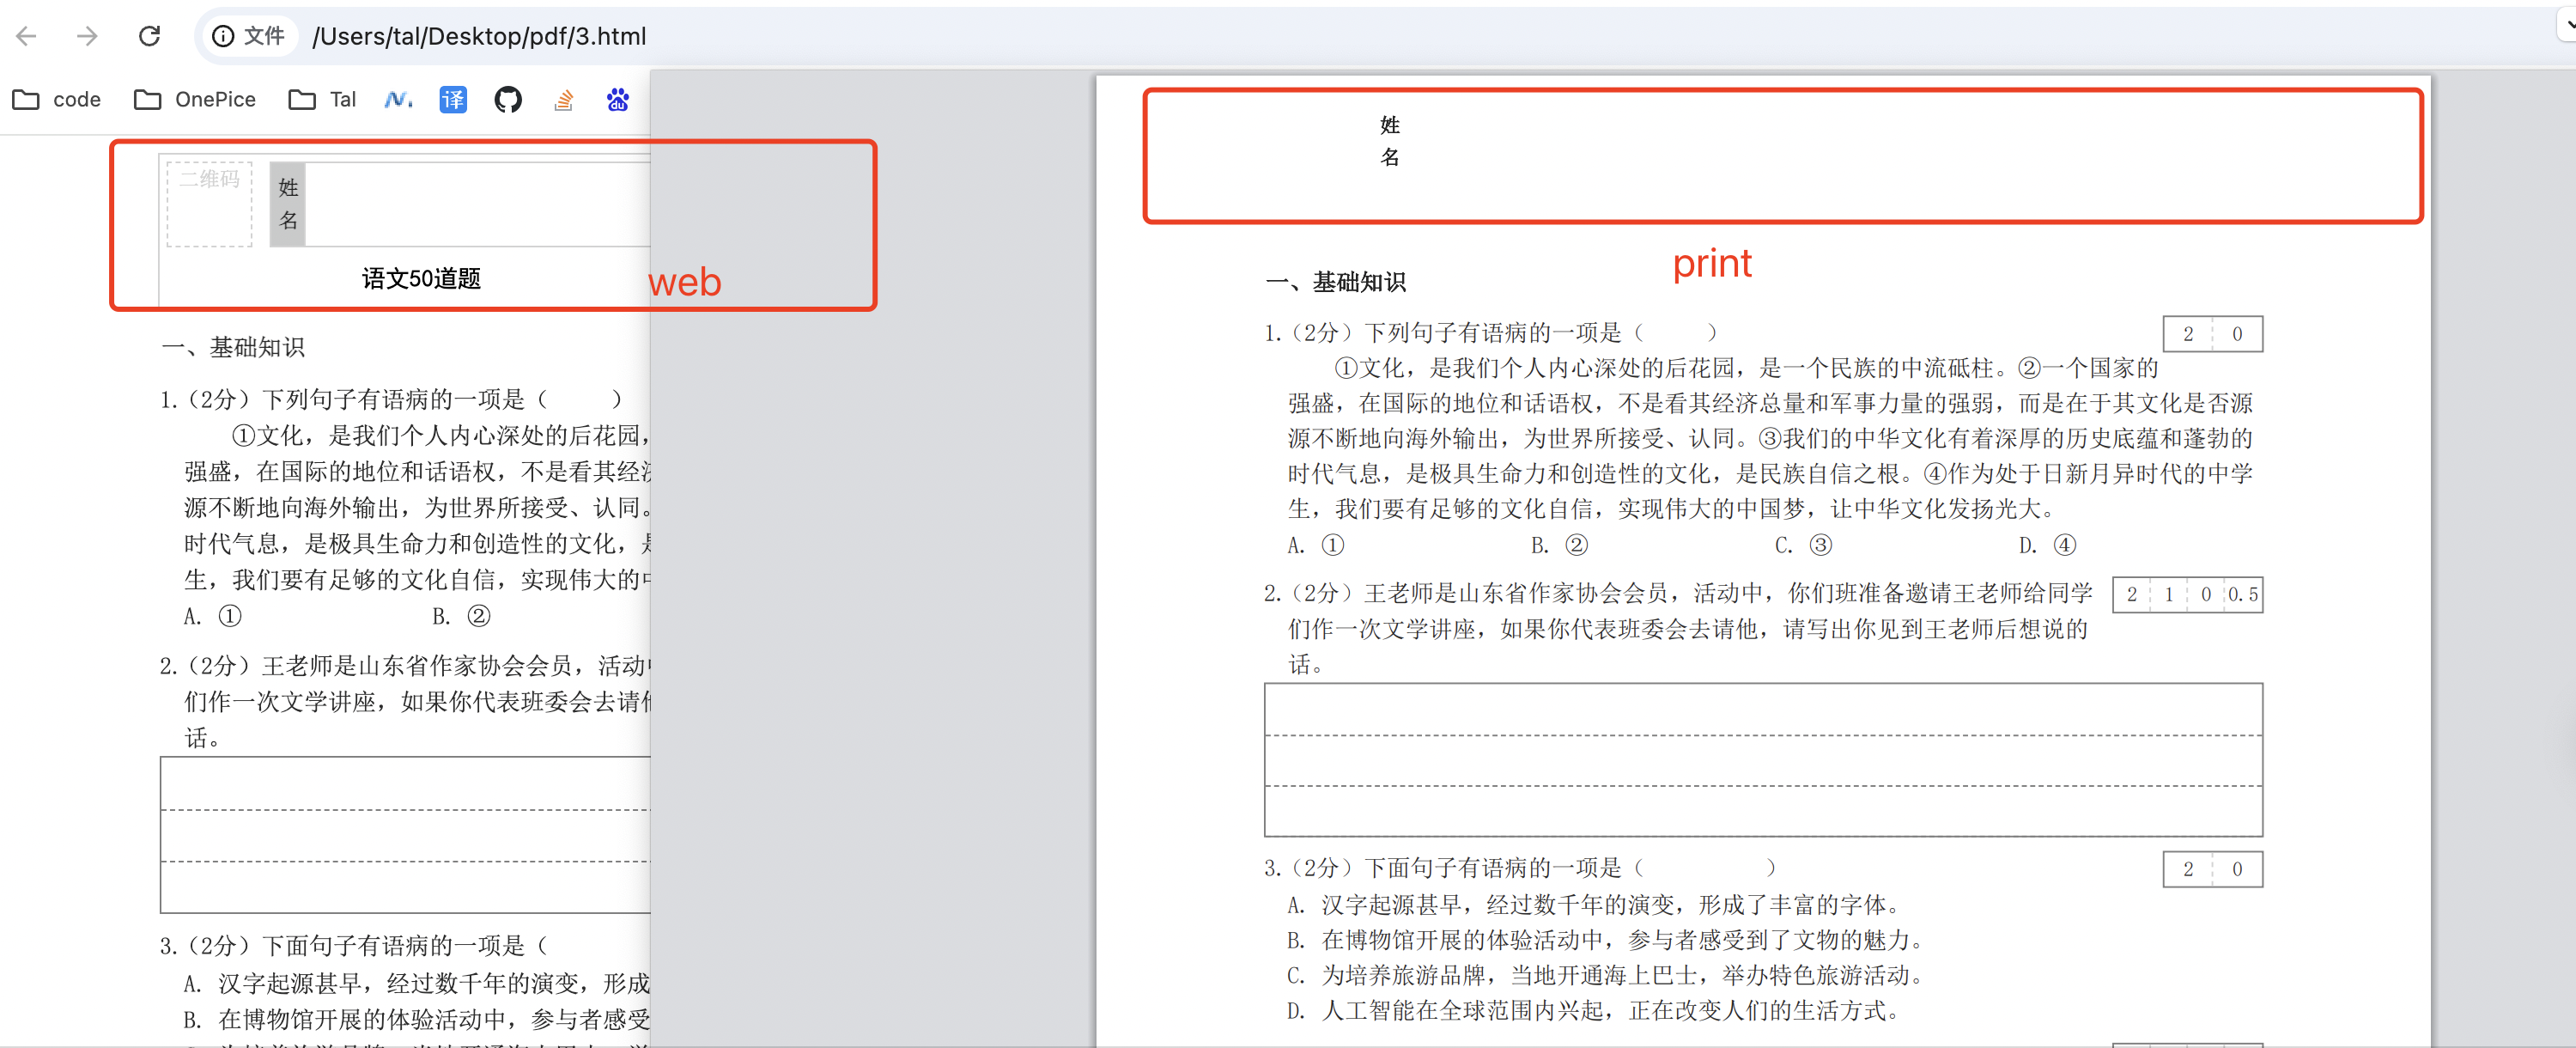 文件 /Users/tal/Desktop/pdf/3.html
code OnePice Tal 译 du
二维码
姓
名
语文50道题
web
一、基础知识
1.（2分）下列句子有语病的一项是（ ）
①文化，是我们个人内心深处的后花园，
强盛，在国际的地位和话语权，不是看其经济
源不断地向海外输出，为世界所接受、认同。
时代气息，是极具生命力和创造性的文化，是
生，我们要有足够的文化自信，实现伟大的中
A. ① B. ②
2.（2分）王老师是山东省作家协会会员，活动中
们作一次文学讲座，如果你代表班委会去请他
话。
3.（2分）下面句子有语病的一项是（
A. 汉字起源甚早，经过数千年的演变，形成
B. 在博物馆开展的体验活动中，参与者感受
姓
名
print
一、基础知识
1.（2分）下列句子有语病的一项是（ ） 2 0
①文化，是我们个人内心深处的后花园，是一个民族的中流砥柱。②一个国家的
强盛，在国际的地位和话语权，不是看其经济总量和军事力量的强弱，而是在于其文化是否源
源不断地向海外输出，为世界所接受、认同。③我们的中华文化有着深厚的历史底蕴和蓬勃的
时代气息，是极具生命力和创造性的文化，是民族自信之根。④作为处于日新月异时代的中学
生，我们要有足够的文化自信，实现伟大的中国梦，让中华文化发扬光大。
A. ① B. ② C. ③ D. ④
2.（2分）王老师是山东省作家协会会员，活动中，你们班准备邀请王老师给同学 2 1 0 0.5
们作一次文学讲座，如果你代表班委会去请他，请写出你见到王老师后想说的
话。
3.（2分）下面句子有语病的一项是（ ） 2 0
A. 汉字起源甚早，经过数千年的演变，形成了丰富的字体。
B. 在博物馆开展的体验活动中，参与者感受到了文物的魅力。
C. 为培养旅游品牌，当地开通海上巴士，举办特色旅游活动。
D. 人工智能在全球范围内兴起，正在改变人们的生活方式。